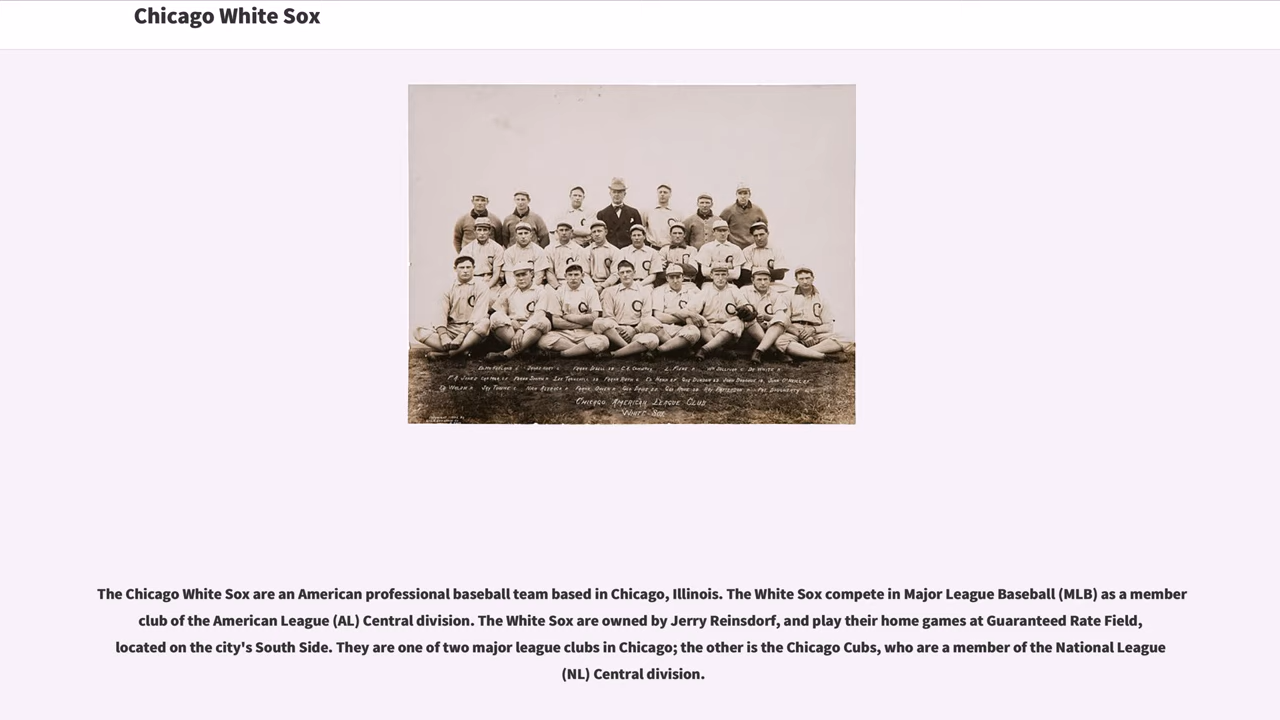 Chicago White Sox
Chicago American League Club
White Sox
The Chicago White Sox are an American professional baseball team based in Chicago, Illinois. The White Sox compete in Major League Baseball (MLB) as a member
club of the American League (AL) Central division. The White Sox are owned by Jerry Reinsdorf, and play their home games at Guaranteed Rate Field,
located on the city's South Side. They are one of two major league clubs in Chicago; the other is the Chicago Cubs, who are a member of the National League
(NL) Central division.